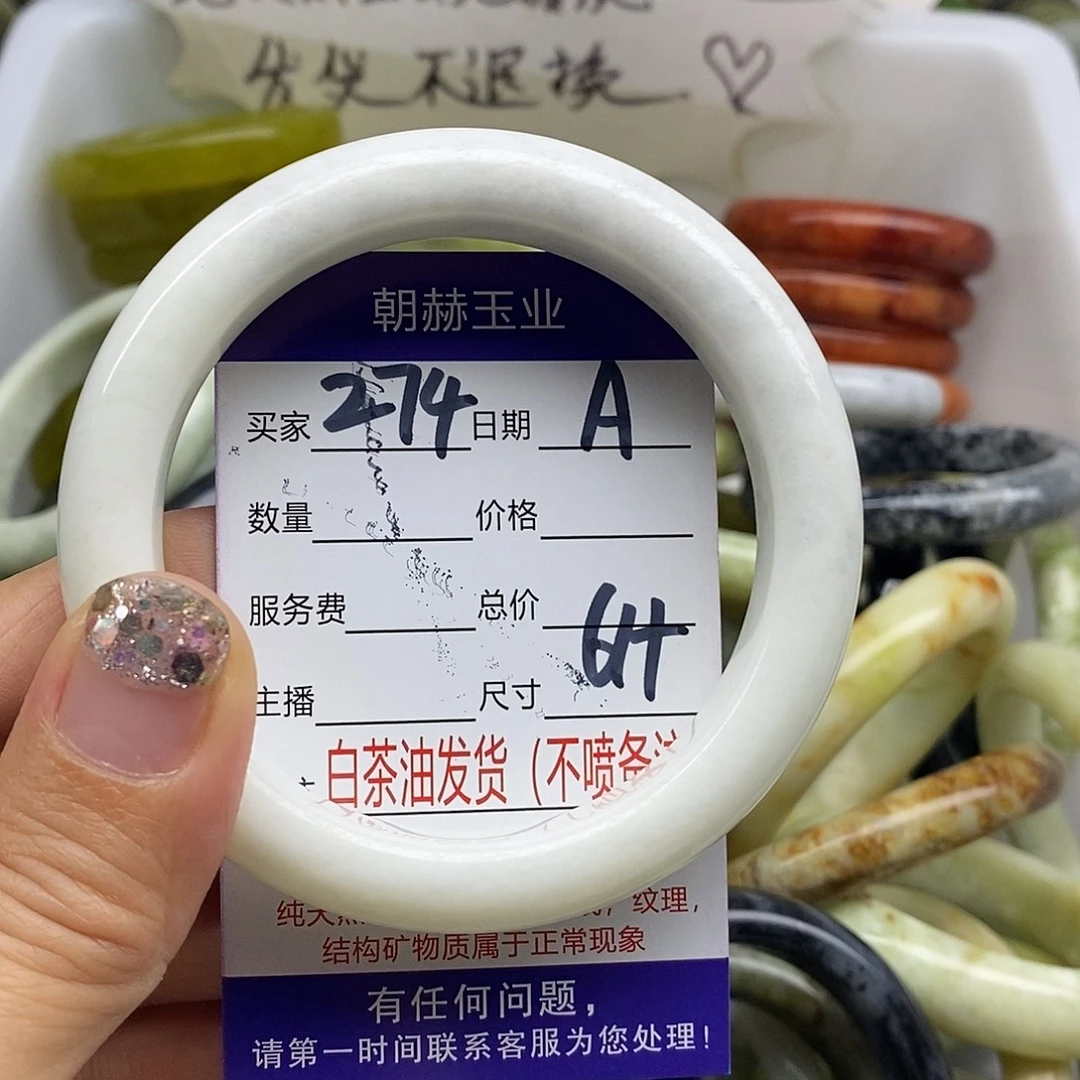 发货不退换
朝赫玉业
买家 274 日期 A
数量 价格
服务费 总价
主播 尺寸 64
白茶油发货（不喷
纯天 纹理，
结构矿物质属于正常现象
有任何问题，
请第一时间联系客服为您处理！